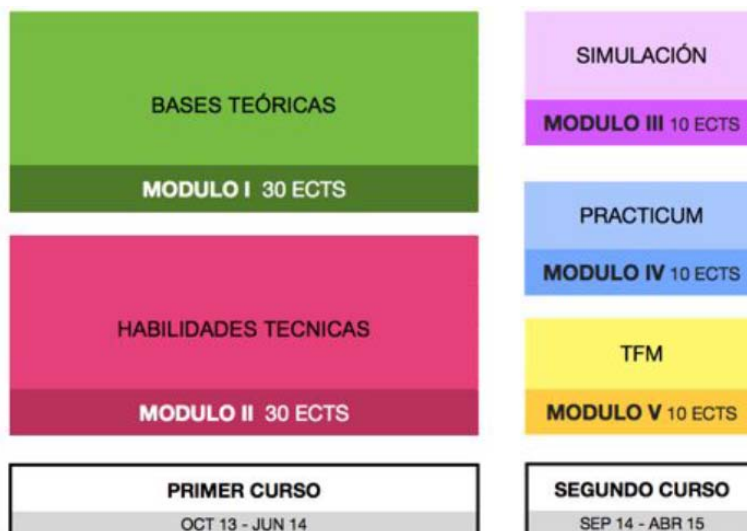 BASES TEÓRICAS
MODULO I 30 ECTS
HABILIDADES TECNICAS
MODULO II 30 ECTS
PRIMER CURSO
OCT 13 - JUN 14
SIMULACIÓN
MODULO III 10 ECTS
PRACTICUM
MODULO IV 10 ECTS
TFM
MODULO V 10 ECTS
SEGUNDO CURSO
SEP 14 - ABR 15